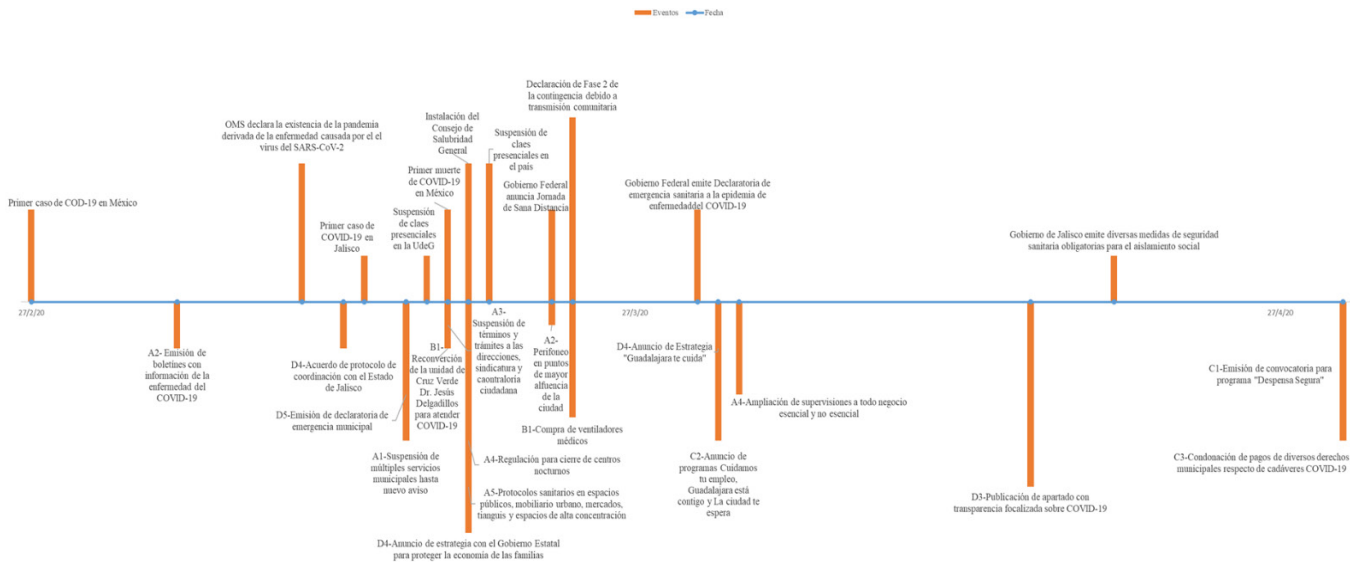 Eventos
Fecha
Declaración de Fase 2 de
la contingencia debido a
transmisión comunitaria
OMS declara la existencia de la pandemia
derivada de la enfermedad causada por el el
virus del SARS-CoV-2
Instalación del
Consejo de
Salubridad
General
Suspensión de
claes
presenciales en
el país
Primer muerte
de COVID-19
en México
Gobierno Federal
anuncia Jornada
de Sana Distancia
Gobierno Federal emite Declaratoria de
emergencia sanitaria a la epidemia de
enfermedaddel COVID-19
Primer caso de COD-19 en México
Primer caso de
COVID-19 en
Jalisco
Suspensión
de claes
presenciales
en la UdeG
Gobierno de Jalisco emite diversas medidas de seguridad
sanitaria obligatorias para el aislamiento social
27/2/20
27/3/20
27/4/20
A2- Emisión de
boletines con
información de la
enfermedad del
COVID-19
D4-Acuerdo de protocolo de
coordinación con el Estado
de Jalisco
D5-Emisión de declaratoria de
emergencia municipal
A1-Suspensión de
múltiples servicios
municipales hasta
nuevo aviso
B1-
Reconvención
de la unidad de
Cruz Verde
Dr. Jesús
Delgadillos
para atender
COVID-19
A3-
Suspensión de
términos y
trámites a las
direcciones,
sindicatura y
caontraloría
ciudadana
A2-
Perifoneo
en puntos
de mayor
alfuencia
de la
ciudad
B1-Compra de ventiladores
médicos
A4-Regulación para cierre de centros
nocturnos
A5-Protocolos sanitarios en espacios
públicos, mobiliario urbano, mercados,
tianguis y espacios de alta concentración
D4-Anuncio de estrategia con el Gobierno Estatal
para proteger la economía de las familias
D4-Anuncio de Estrategia
"Guadalajara te cuida"
A4-Ampliación de supervisiones a todo negocio
esencial y no esencial
C2-Anuncio de
programas Cuidamos
tu empleo,
Guadalajara está
contigo y La ciudad te
espera
C1-Emisión de convocatoria para
programa "Despensa Segura"
C3-Condonación de pagos de diversos derechos
municipales respecto de cadáveres COVID-19
D3-Publicación de apartado con
transparencia focalizada sobre COVID-19